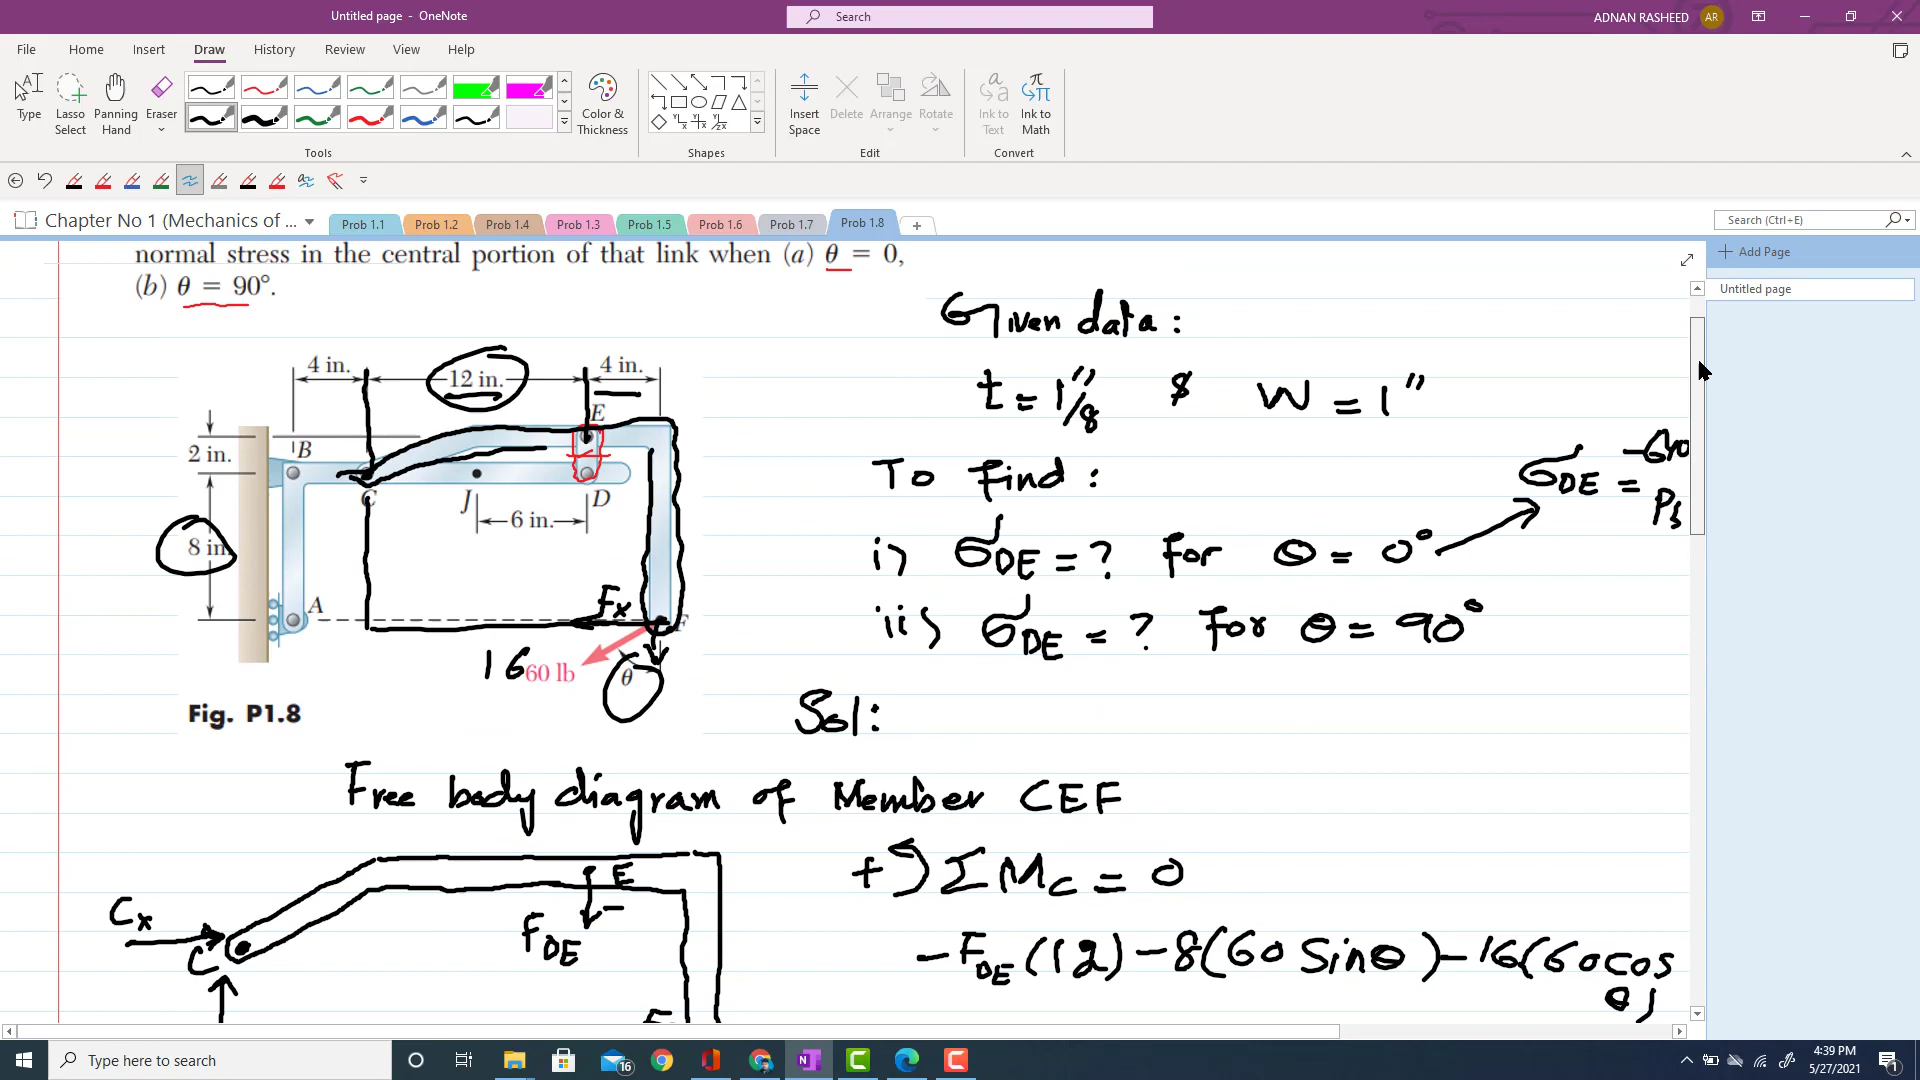 Untitled page - OneNote
Search
ADNAN RASHEED
AR
File Home Insert Draw History Review View Help
Type
Lasso Select
Panning Hand
Eraser
Color & Thickness
Insert Space
Delete
Arrange
Rotate
Ink to Text
Ink to Math
Tools
Shapes
Edit
Convert
Chapter No 1 (Mechanics of ...
Prob 1.1
Prob 1.2
Prob 1.4
Prob 1.3
Prob 1.5
Prob 1.6
Prob 1.7
Prob 1.8
Search (Ctrl+E)
Add Page
Untitled page
normal stress in the central portion of that link when (a) θ = 0,
(b) θ = 90°.
Given data:
t = 1/8" & W = 1"
To find:
σDE =
i) σDE = ? for θ = 0°
ii) σDE = ? for θ = 90°
4 in.
12 in.
4 in.
E
2 in.
B
C
J
D
6 in.
8 in.
A
Fx
F
16
60 lb
θ
Fig. P1.8
Sol:
Free body diagram of Member CEF
+ Σ Mc = 0
- FDE (12) - 8(60 Sinθ) - 16(60cos
θ)
Cx
C
E
FDE
Type here to search
16
4:39 PM
5/27/2021
1